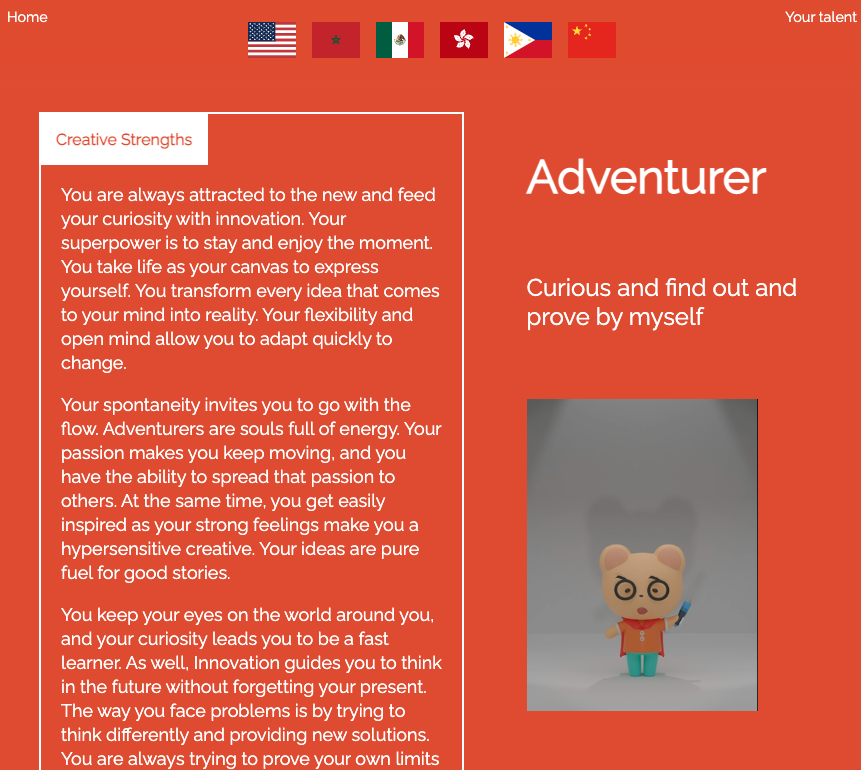 Home
Your talent
Creative Strengths
You are always attracted to the new and feed
your curiosity with innovation. Your
superpower is to stay and enjoy the moment.
You take life as your canvas to express
yourself. You transform every idea that comes
to your mind into reality. Your flexibility and
open mind allow you to adapt quickly to
change.
Your spontaneity invites you to go with the
flow. Adventurers are souls full of energy. Your
passion makes you keep moving, and you
have the ability to spread that passion to
others. At the same time, you get easily
inspired as your strong feelings make you a
hypersensitive creative. Your ideas are pure
fuel for good stories.
You keep your eyes on the world around you,
and your curiosity leads you to be a fast
learner. As well, Innovation guides you to think
in the future without forgetting your present.
The way you face problems is by trying to
think differently and providing new solutions.
You are always trying to prove your own limits
Adventurer
Curious and find out and
prove by myself